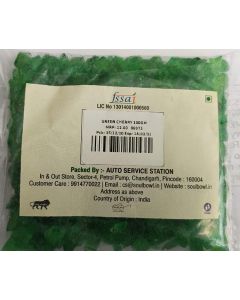 fssai
LIC No 13014001000503
GREEN CHERRY 100GM
Packed By :- AUTO SERVICE STATION
In & Out Store, Sector-4, Petrol Pump, Chandigarh, Pincode : 160004
Customer Care : 9914770022 | Email : cs@soulbowl.in | Website : soulbowl.in
Address as above
Country of Origin : India